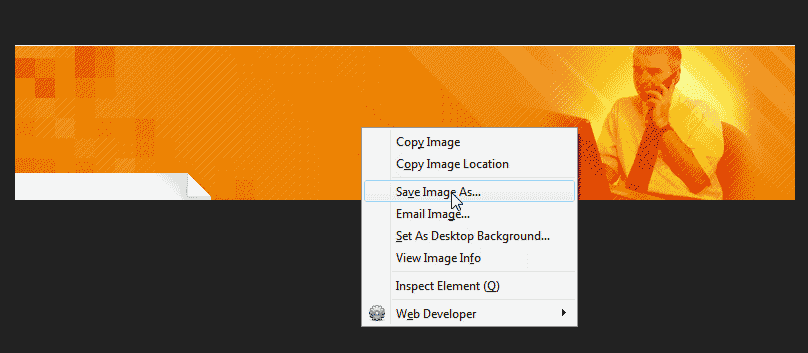 Copy Image
Copy Image Location
Save Image As...
Email Image...
Set As Desktop Background...
View Image Info
Inspect Element (Q)
Web Developer